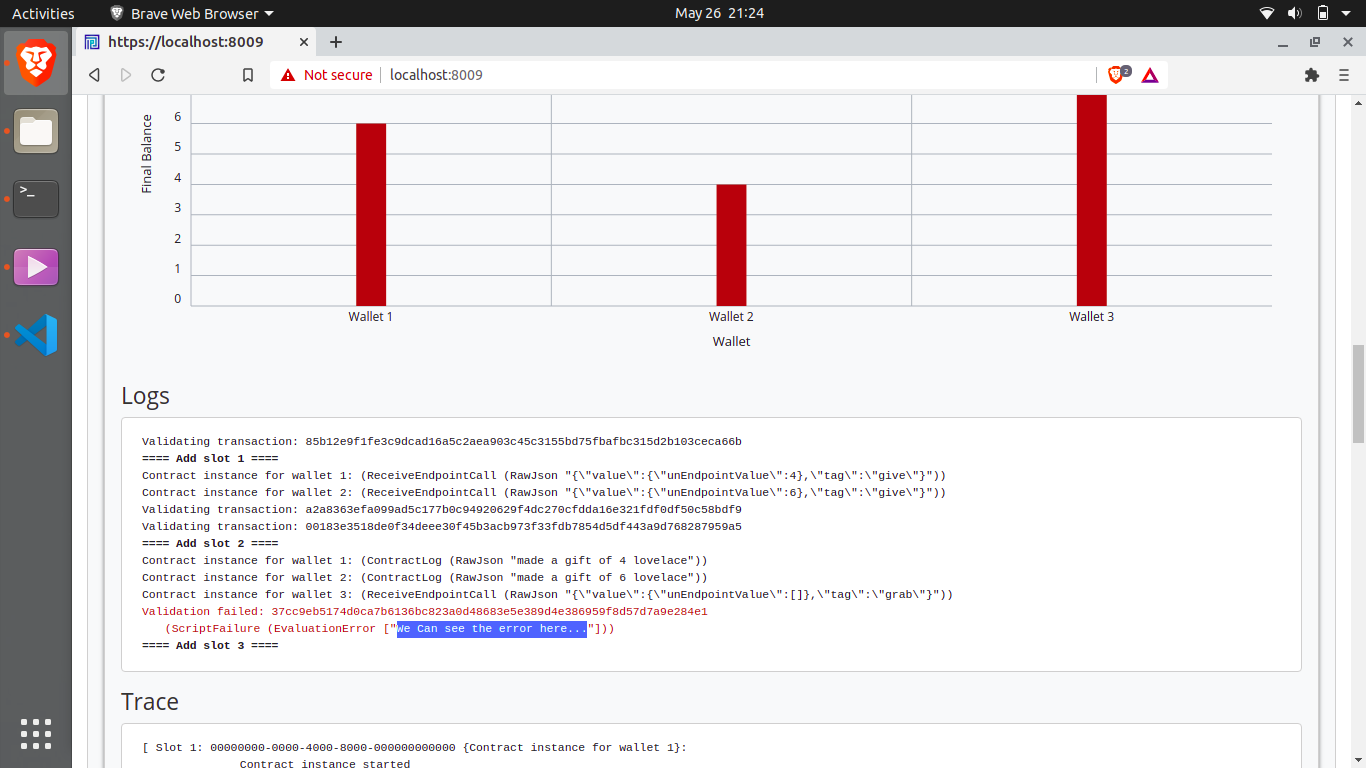 Activities
Brave Web Browser
May 26 21:24
https://localhost:8009
Not secure
localhost:8009
2
Final Balance
6
5
4
3
2
1
0
Wallet 1
Wallet 2
Wallet 3
Wallet
Logs
Validating transaction: 85b12e9f1fe3c9dcad16a5c2aea903c45c3155bd75fbafbc315d2b103ceca66b
==== Add slot 1 ====
Contract instance for wallet 1: (ReceiveEndpointCall (RawJson "{\"value\":{\"unEndpointValue\":4},\"tag\":\"give\"}"))
Contract instance for wallet 2: (ReceiveEndpointCall (RawJson "{\"value\":{\"unEndpointValue\":6},\"tag\":\"give\"}"))
Validating transaction: a2a8363efa099ad5c177b0c94920629f4dc270cfdda16e321fdf0df50c58bdf9
Validating transaction: 00183e3518de0f34deee30f45b3acb973f33fdb7854d5df443a9d768287959a5
==== Add slot 2 ====
Contract instance for wallet 1: (ContractLog (RawJson "made a gift of 4 lovelace"))
Contract instance for wallet 2: (ContractLog (RawJson "made a gift of 6 lovelace"))
Contract instance for wallet 3: (ReceiveEndpointCall (RawJson "{\"value\":{\"unEndpointValue\":[]},\"tag\":\"grab\"}"))
Validation failed: 37cc9eb5174d0ca7b6136bc823a0d48683e5e389d4e386959f8d57d7a9e284e1
(ScriptFailure (EvaluationError ["We Can see the error here..."]))
==== Add slot 3 ====
Trace
[ Slot 1: 00000000-0000-4000-8000-000000000000 {Contract instance for wallet 1}:
Contract instance started